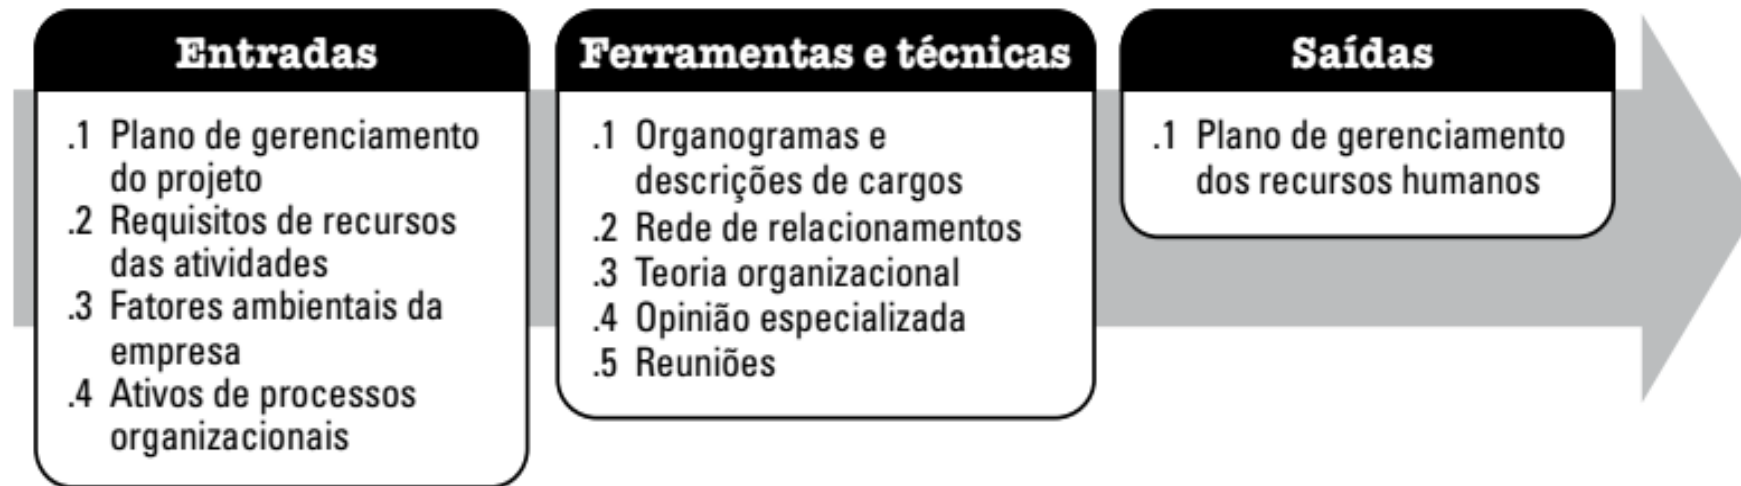 Entradas
.1 Plano de gerenciamento
do projeto
.2 Requisitos de recursos
das atividades
.3 Fatores ambientais da
empresa
.4 Ativos de processos
organizacionais
Ferramentas e técnicas
.1 Organogramas e
descrições de cargos
.2 Rede de relacionamentos
.3 Teoria organizacional
.4 Opinião especializada
.5 Reuniões
Saídas
.1 Plano de gerenciamento
dos recursos humanos